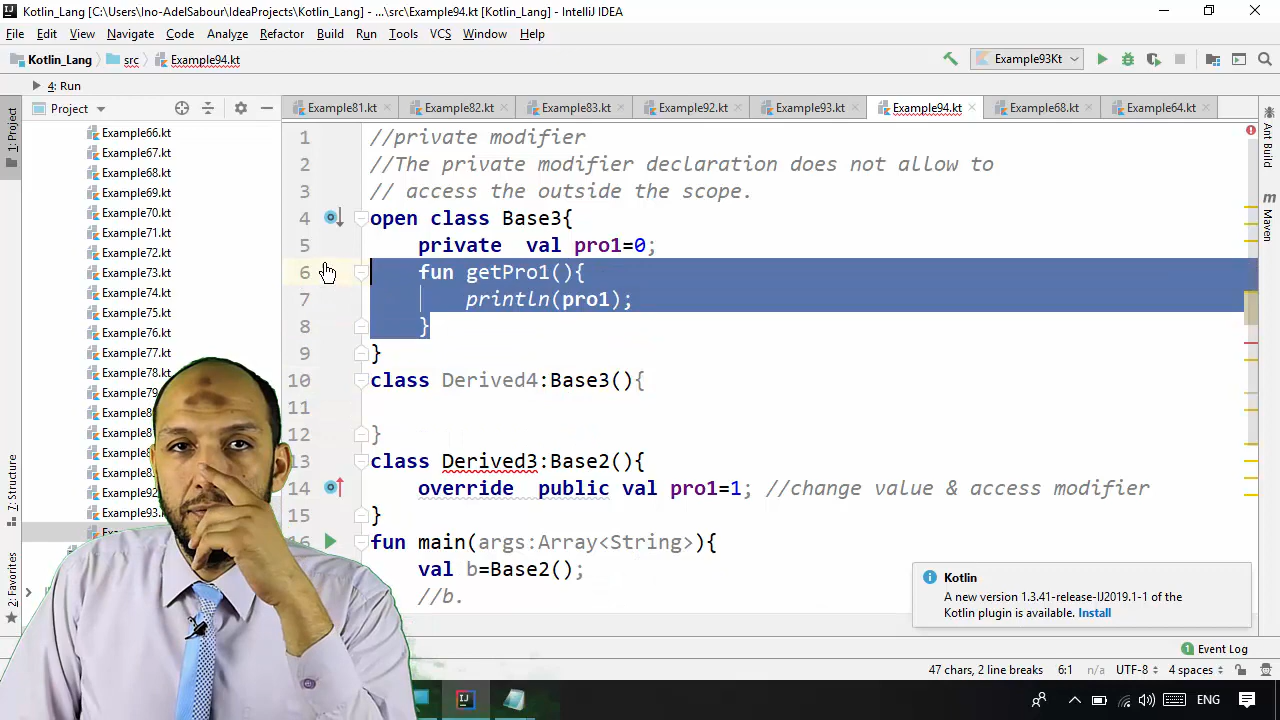 Kotlin_Lang [C:\Users\Ino-AdelSabour\IdeaProjects\Kotlin_Lang] - ...\src\Example94.kt [Kotlin_Lang] - IntelliJ IDEA
File Edit View Navigate Code Analyze Refactor Build Run Tools VCS Window Help
Kotlin_Lang src Example94.kt Example93Kt
4: Run
Project Example81.kt Example82.kt Example83.kt Example92.kt Example93.kt Example94.kt Example68.kt Example64.kt
1: Project
Z: Structure
2: Favorites
Ant Build
Maven
Example66.kt
Example67.kt
Example68.kt
Example69.kt
Example70.kt
Example71.kt
Example72.kt
Example73.kt
Example74.kt
Example75.kt
Example76.kt
Example77.kt
Example78.kt
Example79
Example8
Example8
Example8
Example8
Example92
Example93.
1 //private modifier
2 //The private modifier declaration does not allow to
3 // access the outside the scope.
4 open class Base3{
5 private val pro1=0;
6 fun getPro1(){
7 println(pro1);
8 }
9 }
10 class Derived4:Base3(){
11
12 }
13 class Derived3:Base2(){
14 override public val pro1=1; //change value & access modifier
15 }
16 fun main(args:Array<String>){
val b=Base2();
//b.
Kotlin
A new version 1.3.41-release-IJ2019.1-1 of the
Kotlin plugin is available. Install
1 Event Log
47 chars, 2 line breaks 6:1 n/a UTF-8 4 spaces
ENG